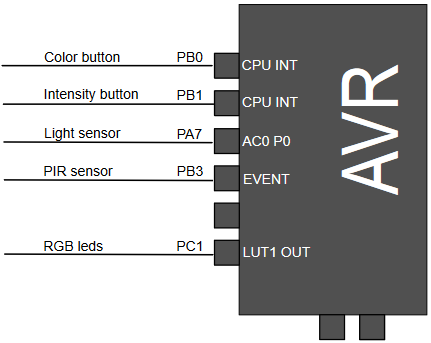 Color button PB0 CPU INT
Intensity button PB1 CPU INT
Light sensor PA7 AC0 P0
PIR sensor PB3 EVENT
RGB leds PC1 LUT1 OUT
AVR